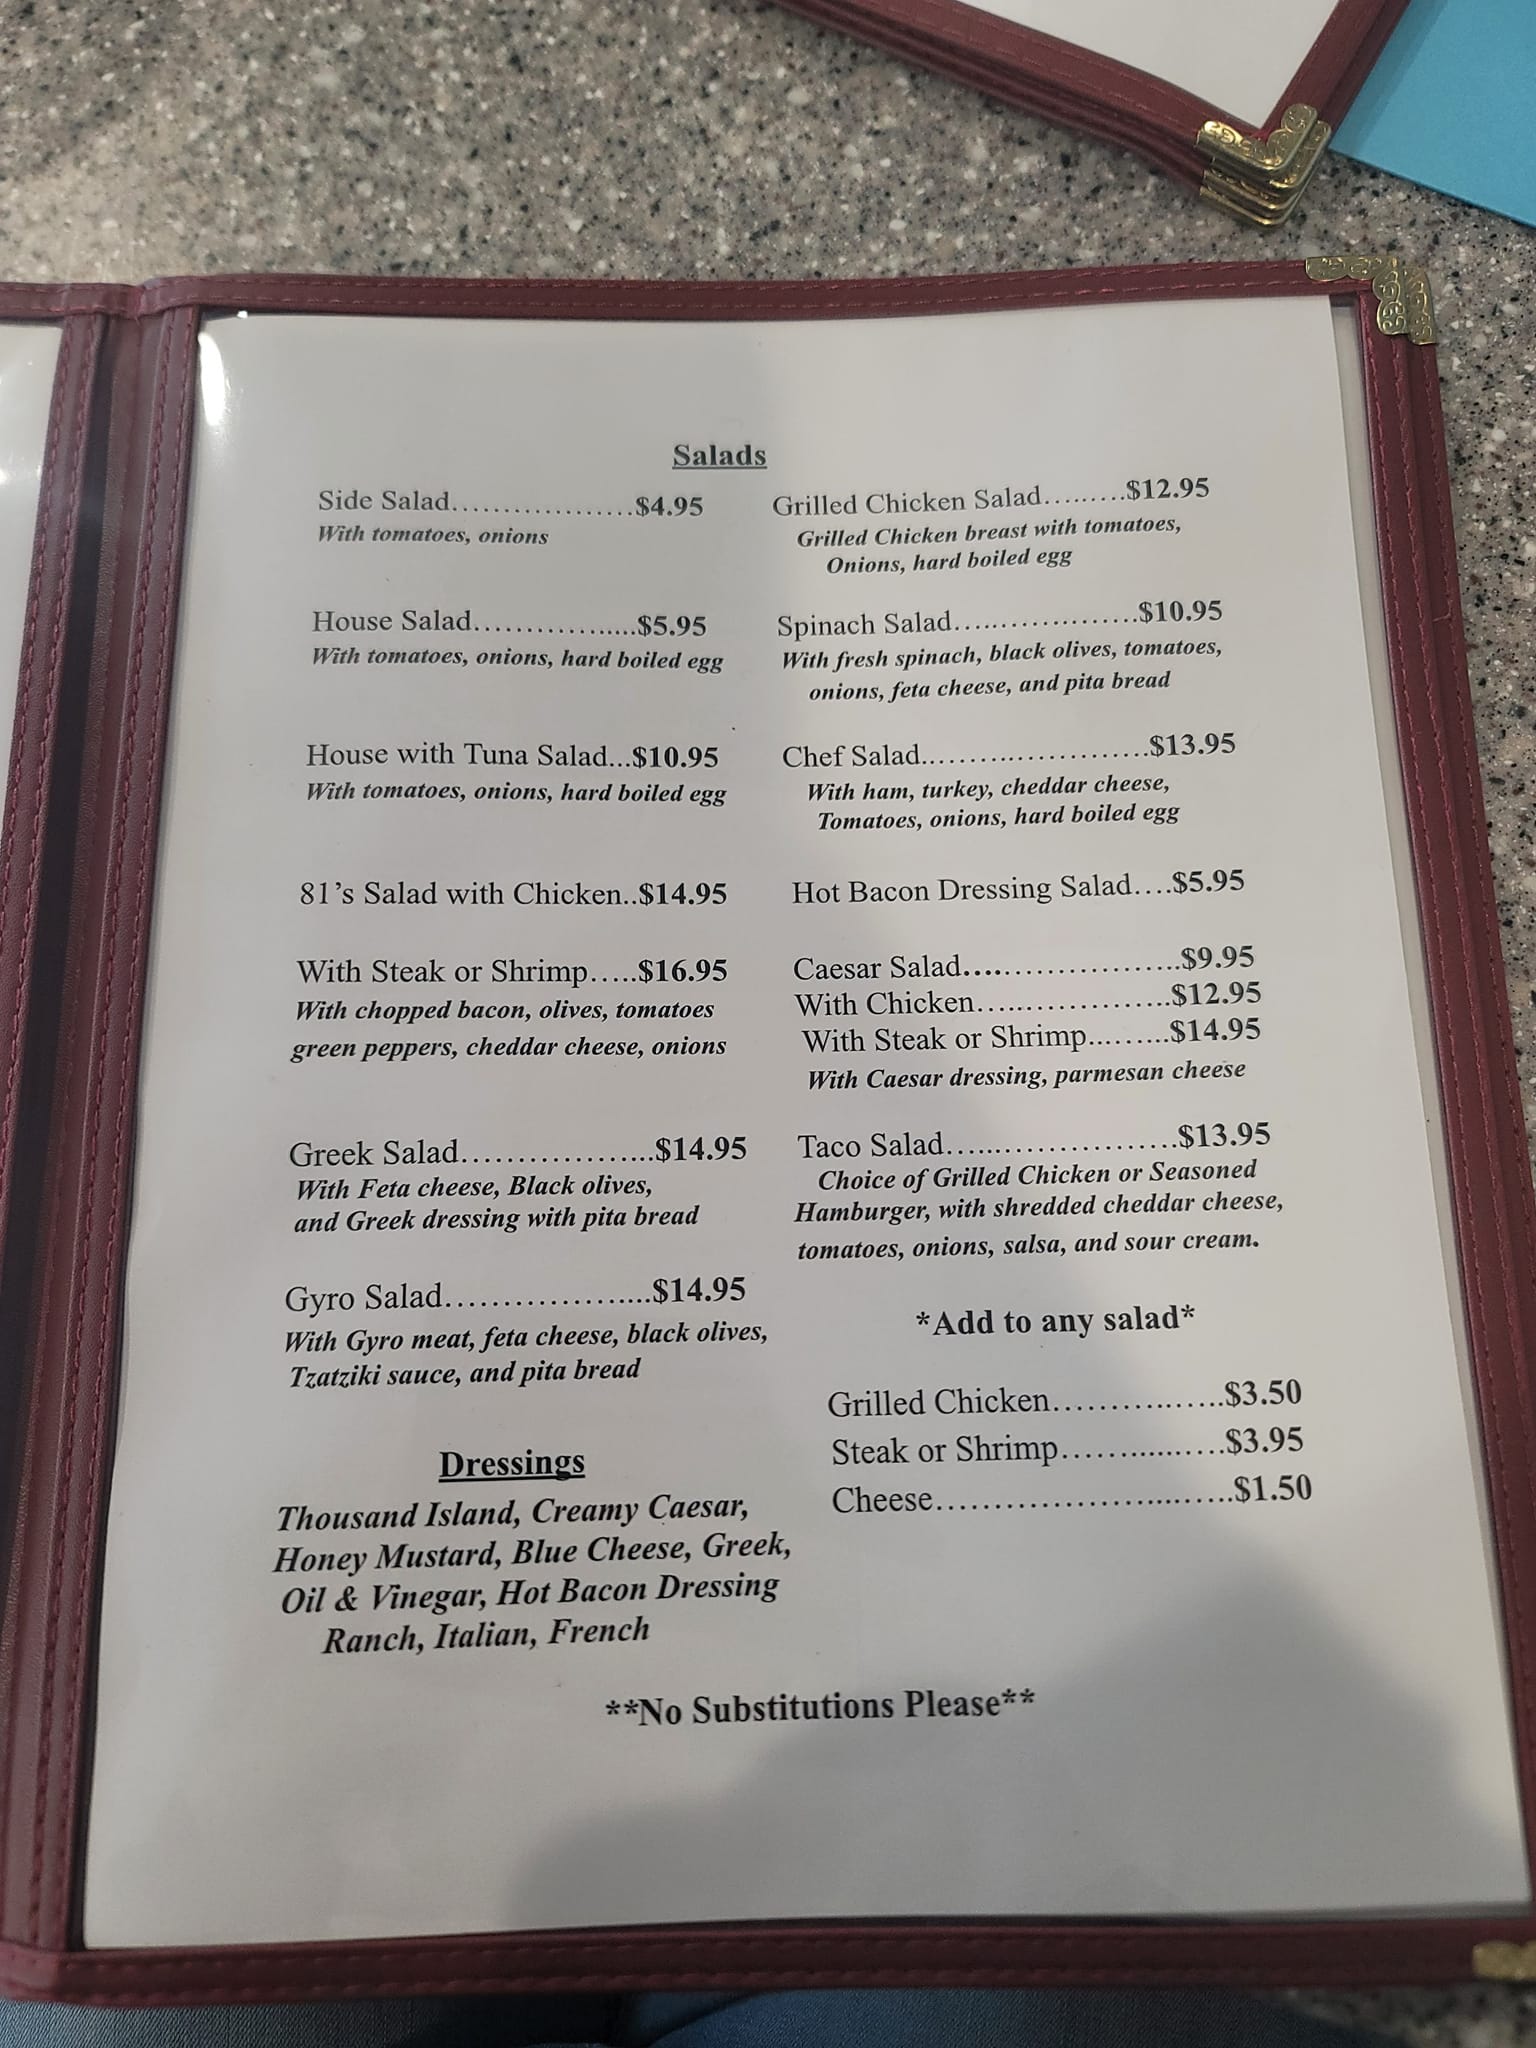 Salads
Side Salad..................$4.95
With tomatoes, onions
House Salad.................$5.95
With tomatoes, onions, hard boiled egg
House with Tuna Salad...$10.95
With tomatoes, onions, hard boiled egg
81's Salad with Chicken..$14.95
With Steak or Shrimp.....$16.95
With chopped bacon, olives, tomatoes
green peppers, cheddar cheese, onions
Greek Salad...................$14.95
With Feta cheese, Black olives,
and Greek dressing with pita bread
Gyro Salad.....................$14.95
With Gyro meat, feta cheese, black olives,
Tzatziki sauce, and pita bread
Dressings
Thousand Island, Creamy Caesar,
Honey Mustard, Blue Cheese, Greek,
Oil & Vinegar, Hot Bacon Dressing
Ranch, Italian, French
Grilled Chicken Salad.........$12.95
Grilled Chicken breast with tomatoes,
Onions, hard boiled egg
Spinach Salad...................$10.95
With fresh spinach, black olives, tomatoes,
onions, feta cheese, and pita bread
Chef Salad........................$13.95
With ham, turkey, cheddar cheese,
Tomatoes, onions, hard boiled egg
Hot Bacon Dressing Salad....$5.95
Caesar Salad.......................$9.95
With Chicken....................$12.95
With Steak or Shrimp.........$14.95
With Caesar dressing, parmesan cheese
Taco Salad........................$13.95
Choice of Grilled Chicken or Seasoned
Hamburger, with shredded cheddar cheese,
tomatoes, onions, salsa, and sour cream.
*Add to any salad*
Grilled Chicken..................$3.50
Steak or Shrimp.................$3.95
Cheese..............................$1.50
**No Substitutions Please**